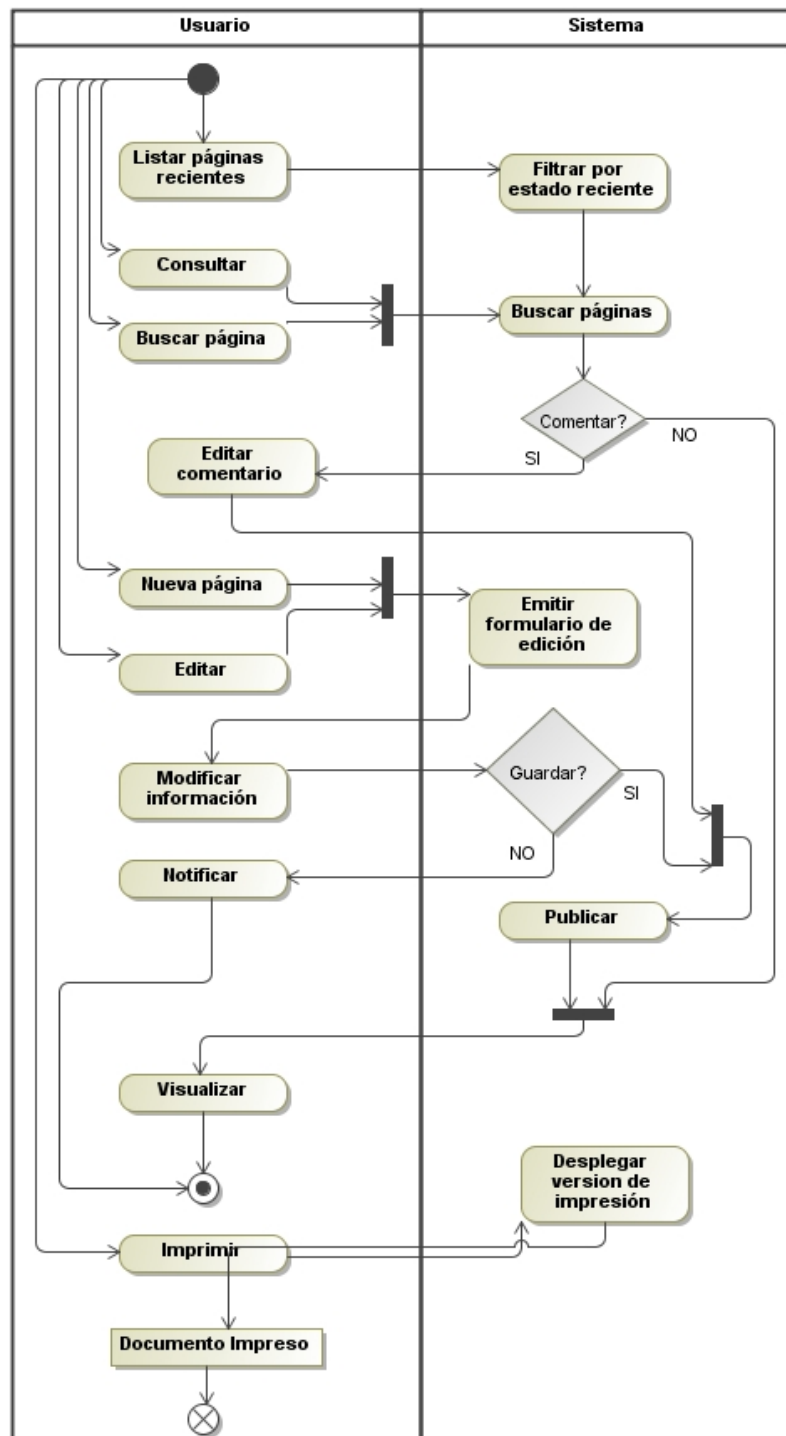 Usuario
Sistema
Listar páginas
recientes
Filtrar por
estado reciente
Consultar
Buscar página
Buscar páginas
Comentar?
NO
SI
Editar
comentario
Nueva página
Emitir
formulario de
edición
Editar
Modificar
información
Guardar?
SI
NO
Notificar
Publicar
Visualizar
Desplegar
version de
impresión
Imprimir
Documento Impreso